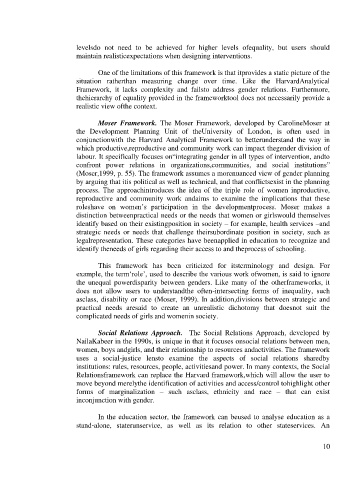 levelsdo not need to be achieved for higher levels ofequality, but users should
maintain realisticexpectations when designing interventions.
One of the limitations of this framework is that itprovides a static picture of the
situation ratherthan measuring change over time. Like the HarvardAnalytical
Framework, it lacks complexity and failsto address gender relations. Furthermore,
thehierarchy of equality provided in the frameworktool does not necessarily provide a
realistic view ofthe context.
Moser Framework. The Moser Framework, developed by CarolineMoser at
the Development Planning Unit of theUniversity of London, is often used in
conjunctionwith the Harvard Analytical Framework to betterunderstand the way in
which productive,reproductive and community work can impact thegender division of
labour. It specifically focuses on“integrating gender in all types of intervention, andto
confront power relations in organizations,communities, and social institutions”
(Moser,1999, p. 55). The framework assumes a morenuanced view of gender planning
by arguing that itis political as well as technical, and that conflictsexist in the planning
process. The approachintroduces the idea of the triple role of women inproductive,
reproductive and community work andaims to examine the implications that these
roleshave on women’s participation in the developmentprocess. Moser makes a
distinction betweenpractical needs or the needs that women or girlswould themselves
identify based on their existingposition in society – for example, health services –and
strategic needs or needs that challenge theirsubordinate position in society, such as
legalrepresentation. These categories have beenapplied in education to recognize and
identify theneeds of girls regarding their access to and theprocess of schooling.
This framework has been criticized for itsterminology and design. For
example, the term‘role’, used to describe the various work ofwomen, is said to ignore
the unequal powerdisparity between genders. Like many of the otherframeworks, it
does not allow users to understandthe often-intersecting forms of inequality, such
asclass, disability or race (Moser, 1999). In addition,divisions between strategic and
practical needs aresaid to create an unrealistic dichotomy that doesnot suit the
complicated needs of girls and womenin society.
Social Relations Approach. The Social Relations Approach, developed by
NailaKabeer in the 1990s, is unique in that it focuses onsocial relations between men,
women, boys andgirls, and their relationship to resources andactivities. The framework
uses a social-justice lensto examine the aspects of social relations sharedby
institutions: rules, resources, people, activitiesand power. In many contexts, the Social
Relationsframework can replace the Harvard framework,which will allow the user to
move beyond merelythe identification of activities and access/control tohighlight other
forms of marginalization – such asclass, ethnicity and race – that can exist
inconjunction with gender.
In the education sector, the framework can beused to analyse education as a
stand-alone, staterunservice, as well as its relation to other stateservices. An
10